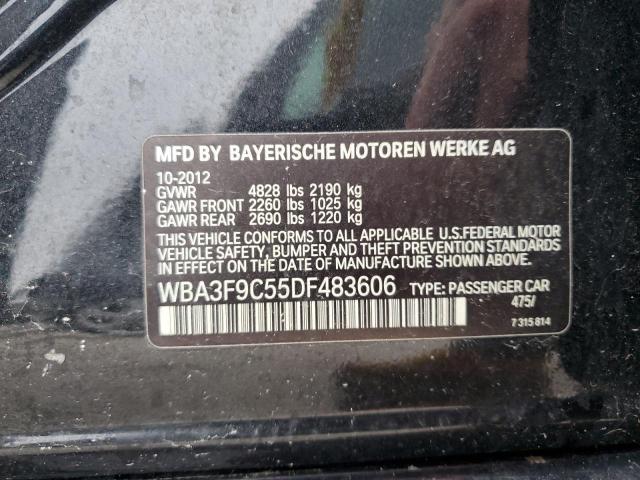 MFD BY BAYERISCHE MOTOREN WERKE AG
10-2012
GVWR 4828 lbs 2190 kg
GAWR FRONT 2260 lbs 1025 kg
GAWR REAR 2690 lbs 1220 kg
THIS VEHICLE CONFORMS TO ALL APPLICABLE U.S.FEDERAL MOTOR
VEHICLE SAFETY, BUMPER AND THEFT PREVENTION STANDARDS
IN EFFECT ON THE DATE OF MANUFACTURE SHOWN ABOVE.
WBA3F9C55DF483606 TYPE: PASSENGER CAR
475/
7 315 814